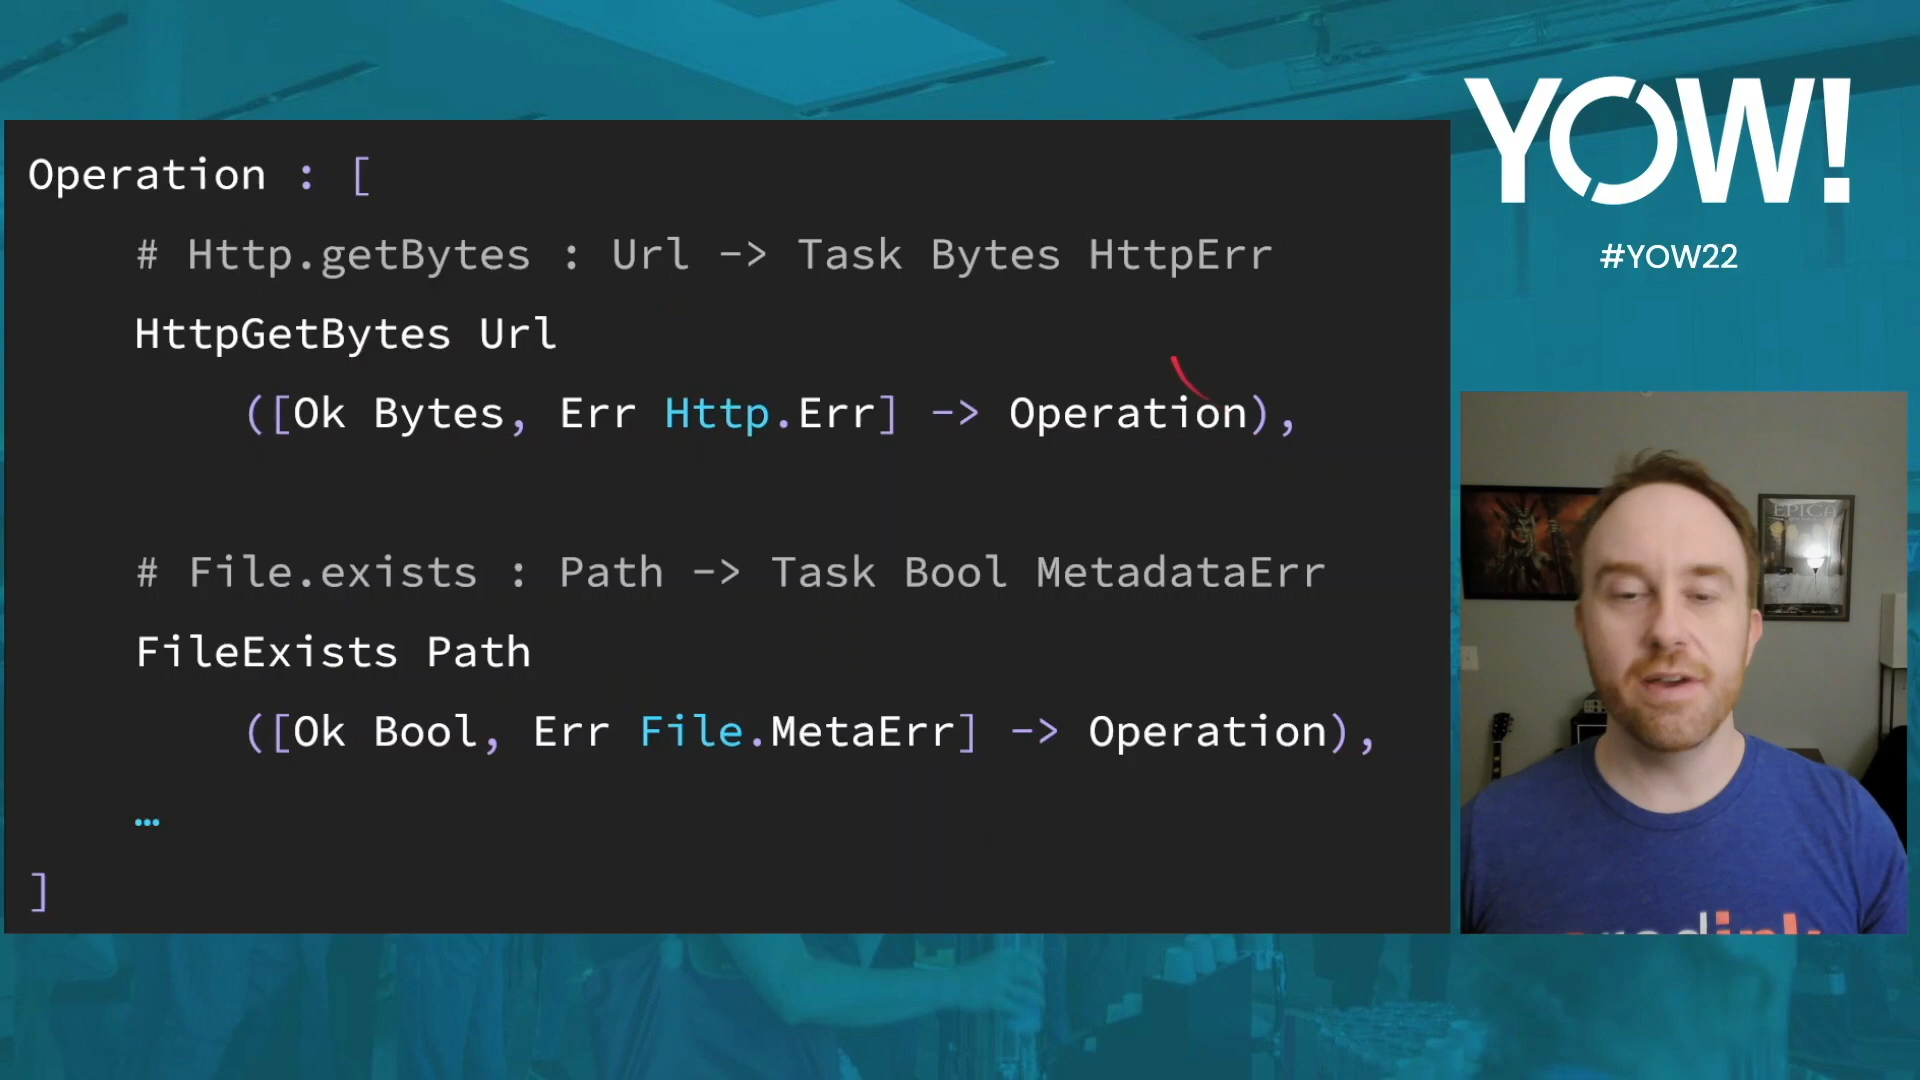 Operation : [
# Http.getBytes : Url -> Task Bytes HttpErr
HttpGetBytes Url
([Ok Bytes, Err Http.Err] -> Operation),
# File.exists : Path -> Task Bool MetadataErr
FileExists Path
([Ok Bool, Err File.MetaErr] -> Operation),
…
]
YOW!
#YOW22
EPICA